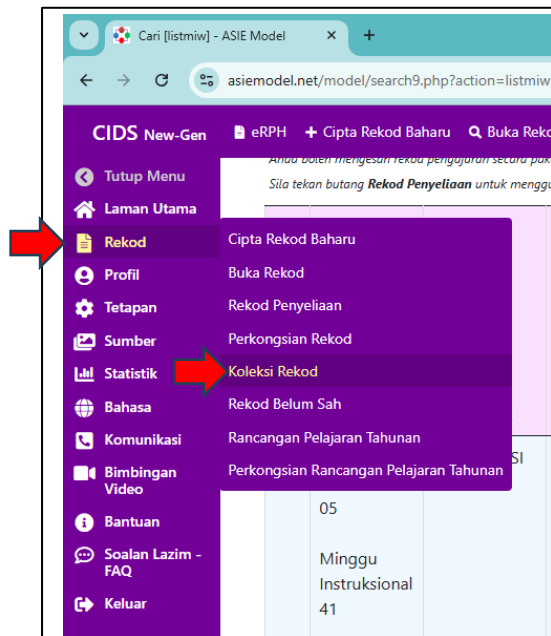 Cari [listmiw] - ASIE Model
asiemodel.net/model/search9.php?action=listmiw
CIDS New-Gen
eRPH
Cipta Rekod Baharu
Buka Reko
Anda boleh mengesan rekod pengajaran secara
Sila tekan butang Rekod Penyeliaan untuk menggu
Tutup Menu
Laman Utama
Rekod
Profil
Tetapan
Sumber
Statistik
Bahasa
Komunikasi
Bimbingan
Video
Bantuan
Soalan Lazim -
FAQ
Keluar
Cipta Rekod Baharu
Buka Rekod
Rekod Penyeliaan
Perkongsian Rekod
Koleksi Rekod
Rekod Belum Sah
Rancangan Pelajaran Tahunan
Perkongsian Rancangan Pelajaran Tahunan
SI
05
Minggu
Instruksional
41